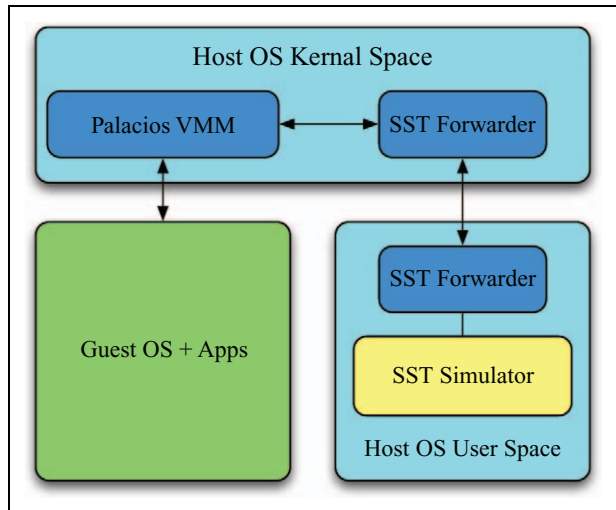 Host OS Kernal Space
Palacios VMM
SST Forwarder
Guest OS + Apps
SST Forwarder
SST Simulator
Host OS User Space